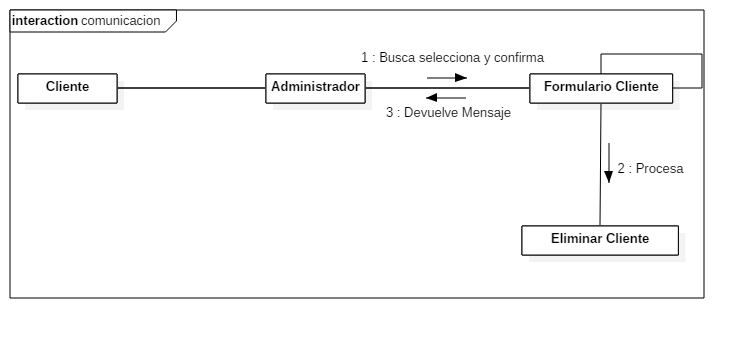 interaction comunicacion
1 : Busca selecciona y confirma
Cliente
Administrador
Formulario Cliente
3 : Devuelve Mensaje
2 : Procesa
Eliminar Cliente